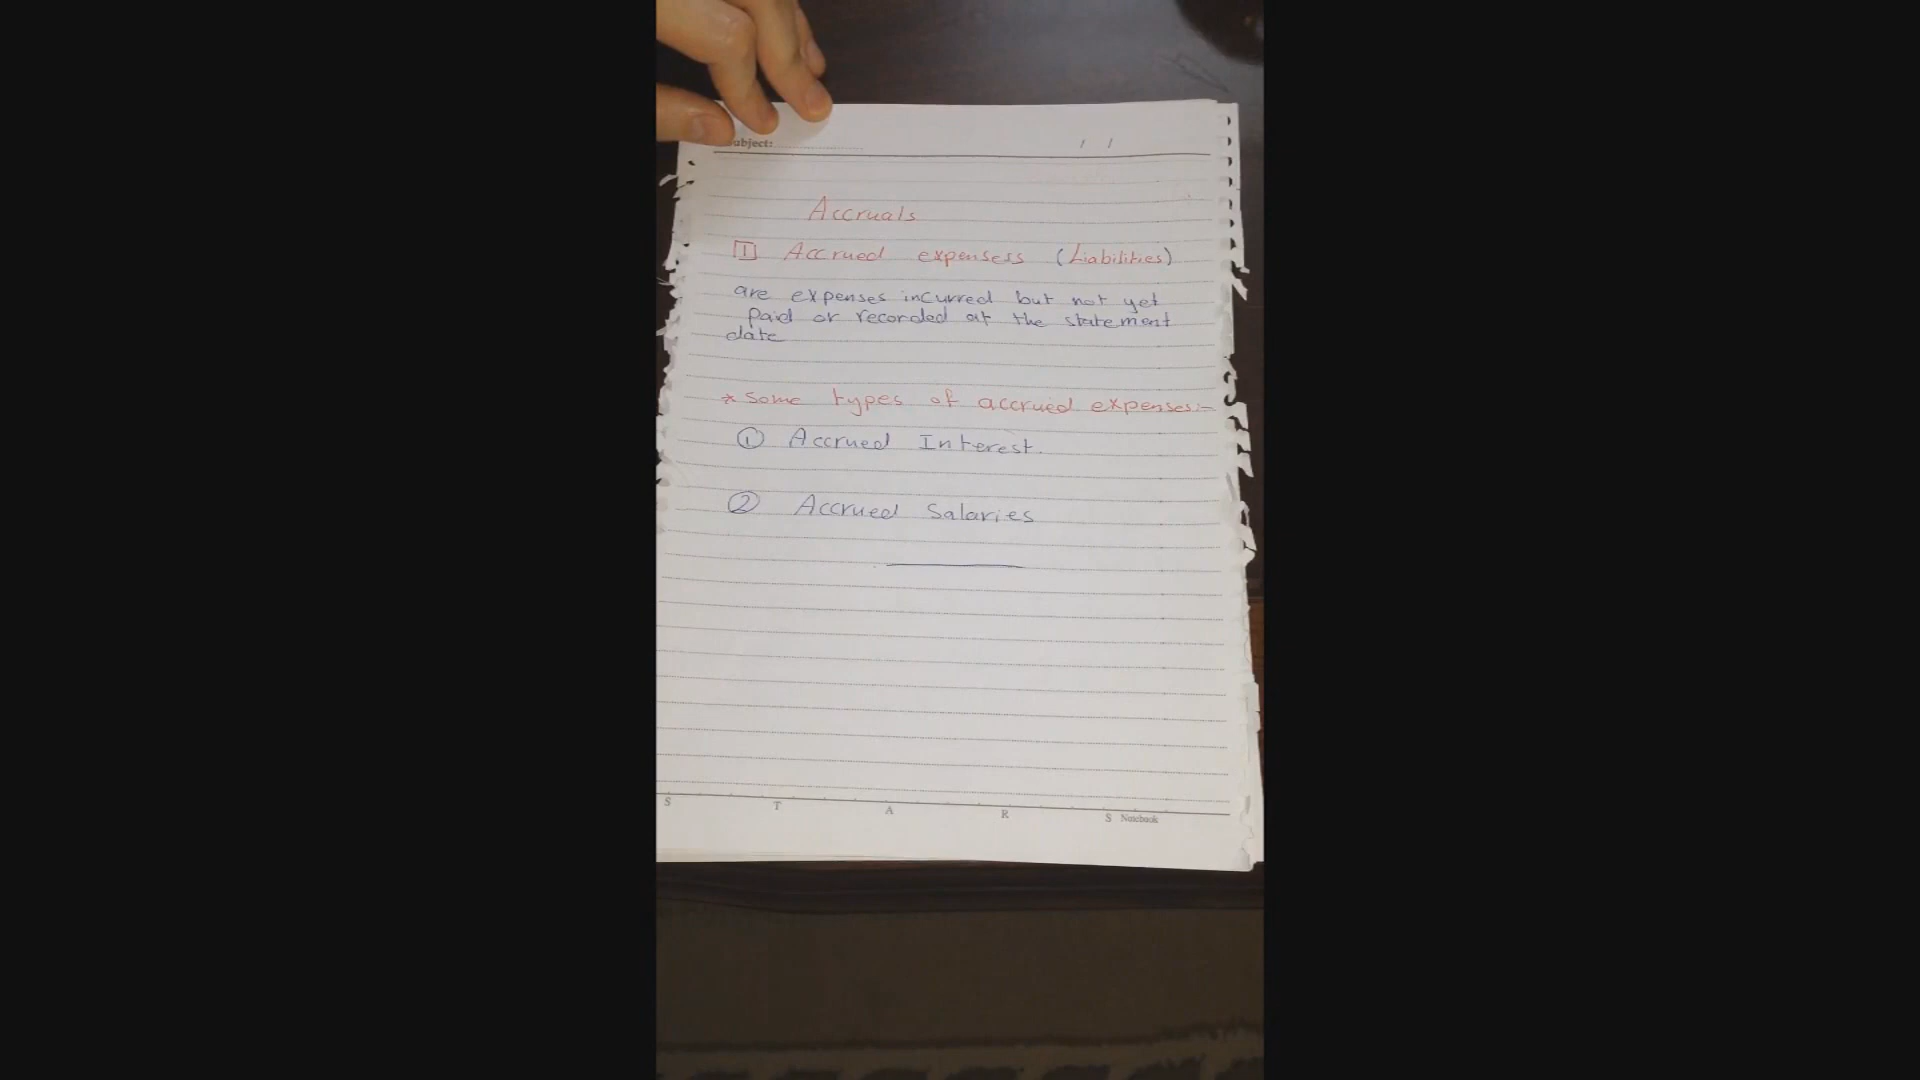 Subject:
/ /
Accruals
1 Accrued expensess (Liabilities)
are expenses incurred but not yet
paid or recorded at the statement
date
* Some types of accrued expenses:-
1 Accrued Interest.
2 Accrued Salaries
S T A R S Notebook